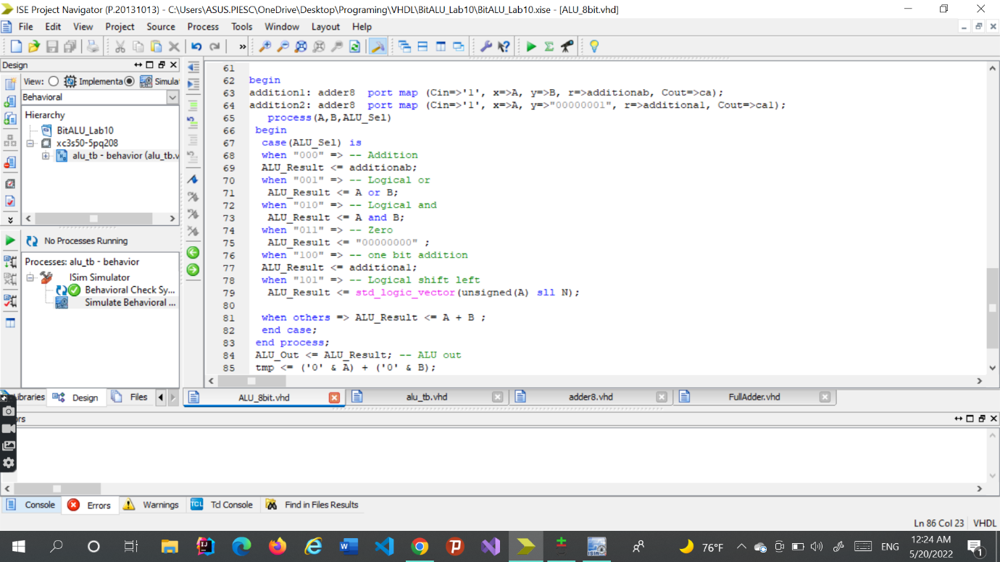 ISE Project Navigator (P.20131013) - C:\Users\ASUS.PIESC\OneDrive\Desktop\Programing\VHDL\BitALU_Lab10\BitALU_Lab10.xise - [ALU_8bit.vhd]
File Edit View Project Source Process Tools Window Layout Help
Design
View: Implementa Simula
Behavioral
Hierarchy
BitALU_Lab10
xc3s50-5pq208
alu_tb - behavior (alu_tb.v
No Processes Running
Processes: alu_tb - behavior
ISim Simulator
Behavioral Check Sy...
Simulate Behavioral ...
Libraries Design Files
61
62 begin
63 addition1: adder8 port map (Cin=>'1', x=>A, y=>B, r=>additionab, Cout=>ca);
64 addition2: adder8 port map (Cin=>'1', x=>A, y=>"00000001", r=>additiona1, Cout=>ca1);
65 process(A,B,ALU_Sel)
66 begin
67 case(ALU_Sel) is
68 when "000" => -- Addition
69 ALU_Result <= additionab;
70 when "001" => -- Logical or
71 ALU_Result <= A or B;
72 when "010" => -- Logical and
73 ALU_Result <= A and B;
74 when "011" => -- Zero
75 ALU_Result <= "00000000" ;
76 when "100" => -- one bit addition
77 ALU_Result <= additiona1;
78 when "101" => -- Logical shift left
79 ALU_Result <= std_logic_vector(unsigned(A) sll N);
80
81 when others => ALU_Result <= A + B ;
82 end case;
83 end process;
84 ALU_Out <= ALU_Result; -- ALU out
85 tmp <= ('0' & A) + ('0' & B);
ALU_8bit.vhd alu_tb.vhd adder8.vhd FullAdder.vhd
rs
Console Errors Warnings Tcl Console Find in Files Results
Ln 86 Col 23 VHDL
76°F ENG 12:24 AM
5/20/2022 1